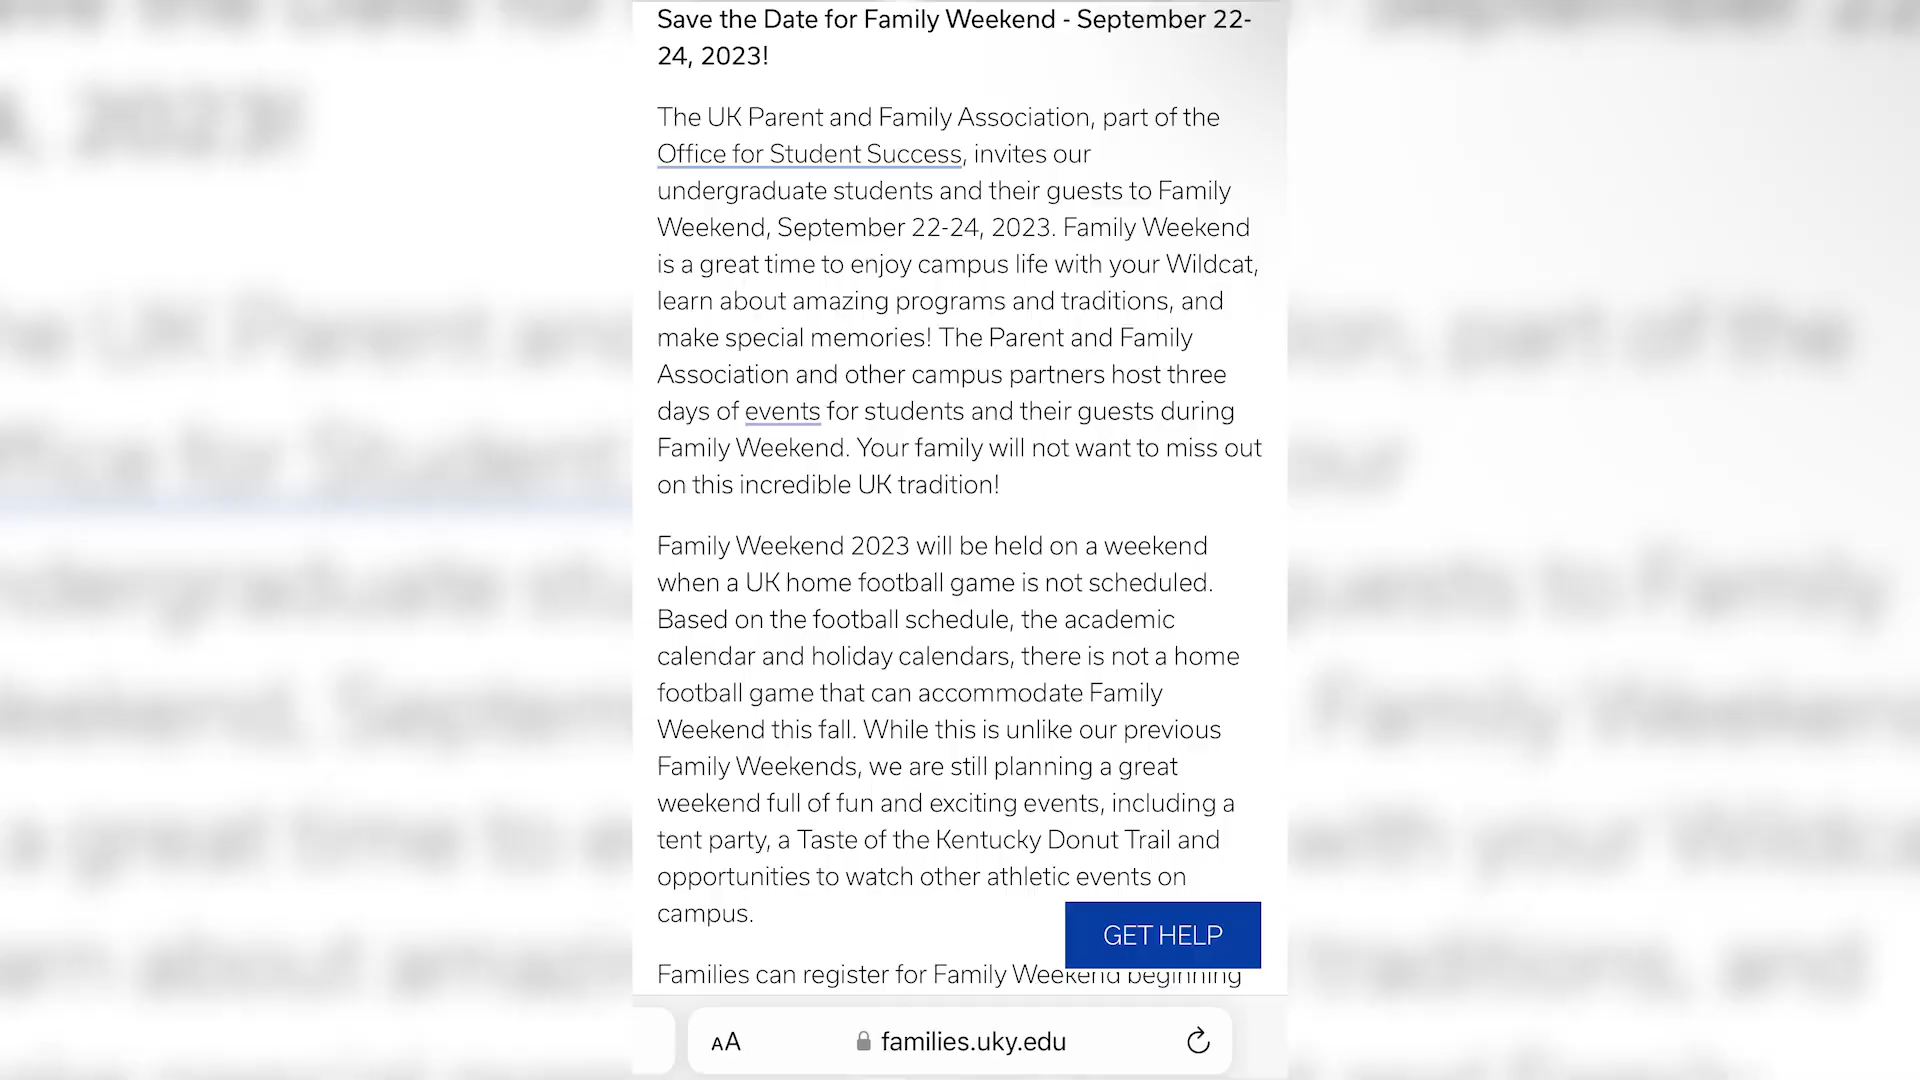 Save the Date for Family Weekend - September 22-
24, 2023!
The UK Parent and Family Association, part of the
Office for Student Success, invites our
undergraduate students and their guests to Family
Weekend, September 22-24, 2023. Family Weekend
is a great time to enjoy campus life with your Wildcat,
learn about amazing programs and traditions, and
make special memories! The Parent and Family
Association and other campus partners host three
days of events for students and their guests during
Family Weekend. Your family will not want to miss out
on this incredible UK tradition!
Family Weekend 2023 will be held on a weekend
when a UK home football game is not scheduled.
Based on the football schedule, the academic
calendar and holiday calendars, there is not a home
football game that can accommodate Family
Weekend this fall. While this is unlike our previous
Family Weekends, we are still planning a great
weekend full of fun and exciting events, including a
tent party, a Taste of the Kentucky Donut Trail and
opportunities to watch other athletic events on
campus.
GET HELP
Families can register for Family Weekend beginning
AA families.uky.edu